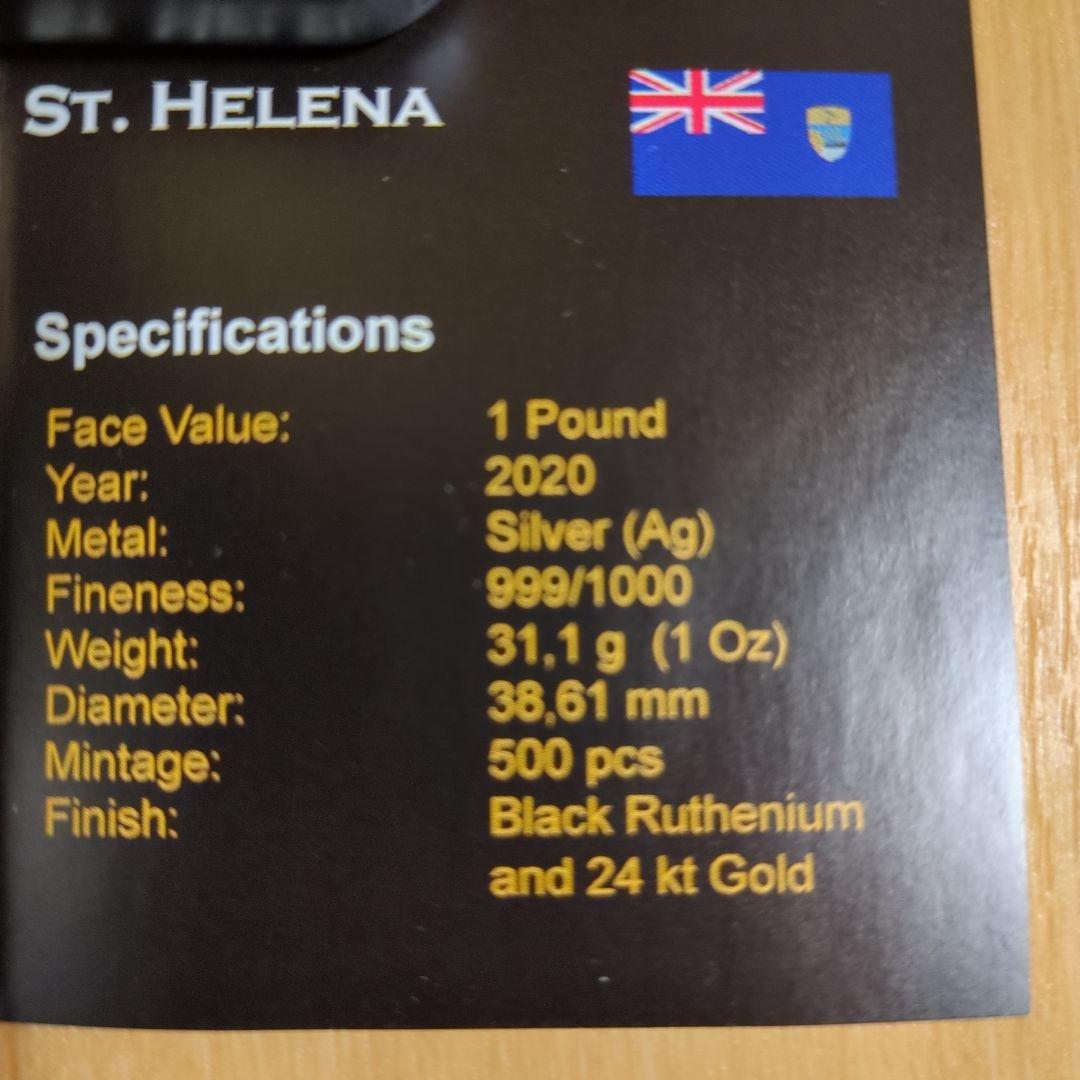 ST. HELENA
Specifications
Face Value: 1 Pound
Year: 2020
Metal: Silver (Ag)
Fineness: 999/1000
Weight: 31,1 g (1 Oz)
Diameter: 38,61 mm
Mintage: 500 pcs
Finish: Black Ruthenium
and 24 kt Gold